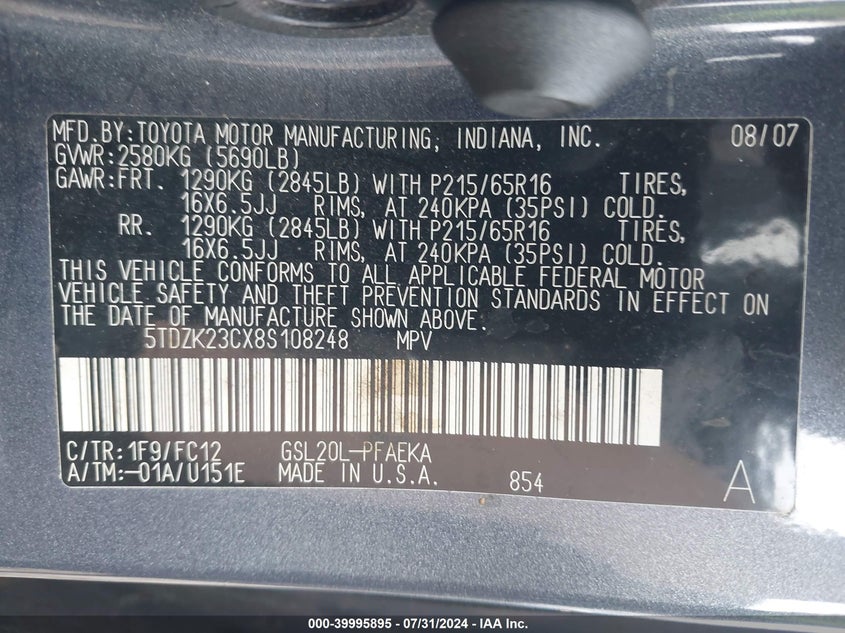 MFD.BY:TOYOTA MOTOR MANUFACTURING, INDIANA, INC. 08/07
GVWR:2580KG (5690LB)
GAWR:FRT. 1290KG (2845LB) WITH P215/65R16 TIRES,
16X6.5JJ RIMS, AT 240KPA (35PSI) COLD.
RR. 1290KG (2845LB) WITH P215/65R16 TIRES,
16X6.5JJ RIMS, AT 240KPA (35PSI) COLD.
THIS VEHICLE CONFORMS TO ALL APPLICABLE FEDERAL MOTOR
VEHICLE SAFETY AND THEFT PREVENTION STANDARDS IN EFFECT ON
THE DATE OF MANUFACTURE SHOWN ABOVE.
5TDZK23CX8S108248 MPV
C/TR:1F9/FC12 GSL20L-PFAEKA
A/TM:-01A/U151E MADE IN U.S.A. 854 A
000-39995895 - 07/31/2024 - IAA Inc.